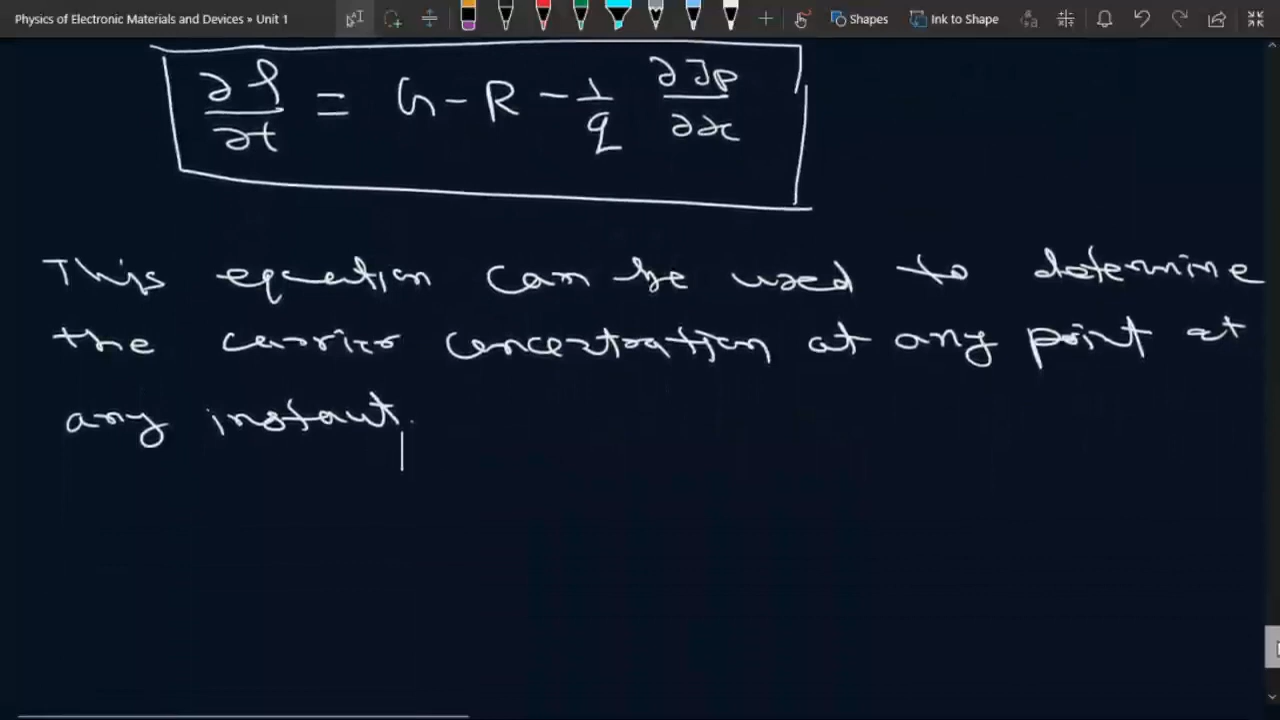 Physics of Electronic Materials and Devices » Unit 1
Shapes
Ink to Shape
∂p/∂t = G - R - 1/q ∂Jp/∂x
This equation can be used to determine
the carrier concentration at any point at
any instant.